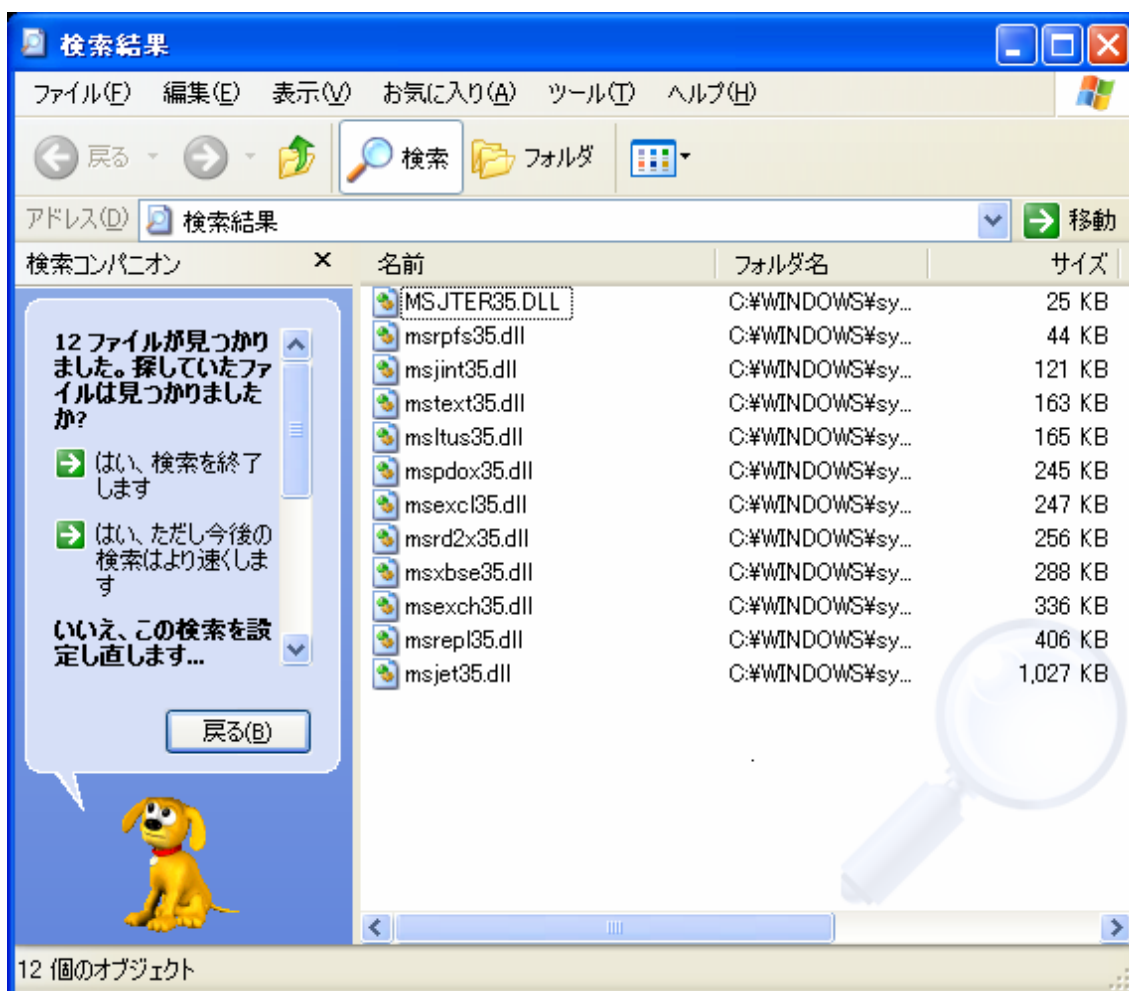 検索結果
ファイル(F) 編集(E) 表示(V) お気に入り(A) ツール(T) ヘルプ(H)
戻る 検索 フォルダ
アドレス(D) 検索結果 移動
検索コンパニオン × 名前 フォルダ名 サイズ
12 ファイルが見つかり
ました。探していたファ
イルは見つかりました
か?
はい、検索を終了
します
はい、ただし今後の
検索はより速くしま
す
いいえ、この検索を設
定し直します...
戻る(B)
MSJTER35.DLL C:¥WINDOWS¥sy... 25 KB
msrpfs35.dll C:¥WINDOWS¥sy... 44 KB
msjint35.dll C:¥WINDOWS¥sy... 121 KB
mstext35.dll C:¥WINDOWS¥sy... 163 KB
msltus35.dll C:¥WINDOWS¥sy... 165 KB
mspdox35.dll C:¥WINDOWS¥sy... 245 KB
msexcl35.dll C:¥WINDOWS¥sy... 247 KB
msrd2x35.dll C:¥WINDOWS¥sy... 256 KB
msxbse35.dll C:¥WINDOWS¥sy... 288 KB
msexch35.dll C:¥WINDOWS¥sy... 336 KB
msrepl35.dll C:¥WINDOWS¥sy... 406 KB
msjet35.dll C:¥WINDOWS¥sy... 1,027 KB
12 個のオブジェクト